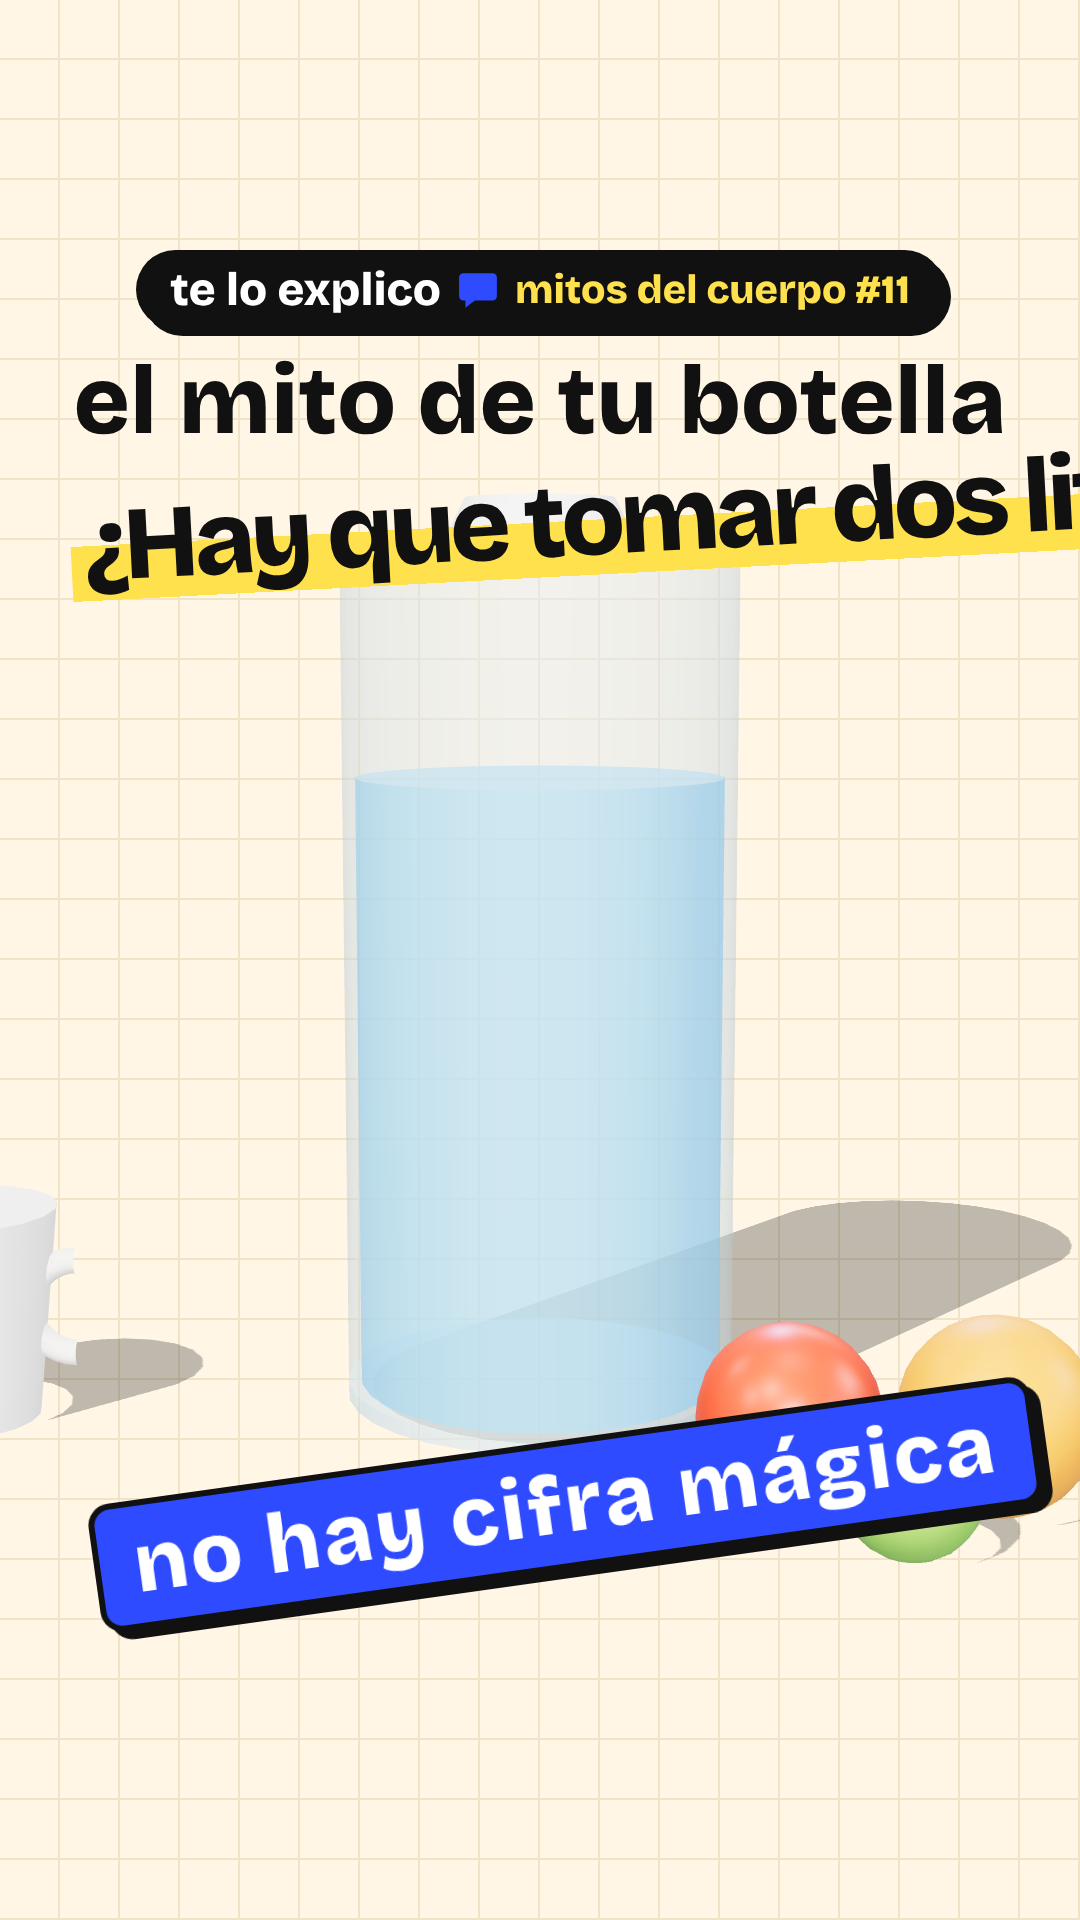 te lo explico mitos del cuerpo #11
el mito de tu botella
¿Hay que tomar dos
no hay cifra mágica